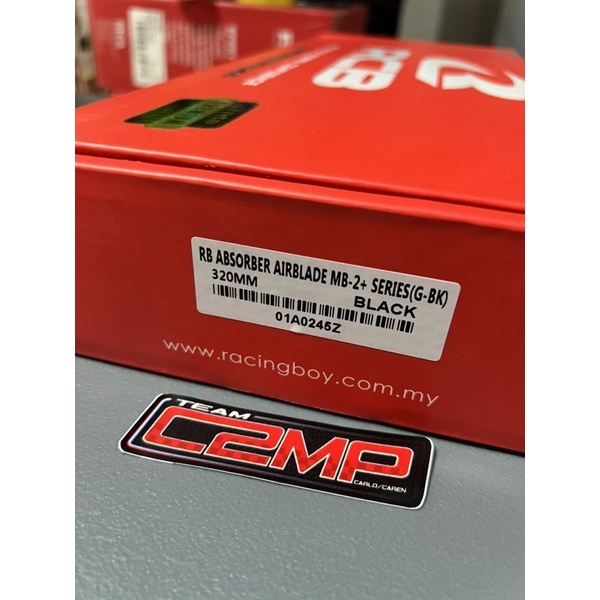 RCB
RB ABSORBER AIRBLADE MB-2+ SERIES(G-BK)
320MM
BLACK
01A0245Z
www.racingboy.com.my
TEAM
C2MP
CARLO/CAREN